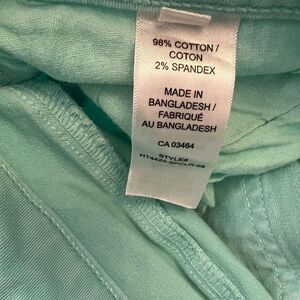 98% COTTON /
COTON
2% SPANDEX
MADE IN
BANGLADESH /
FABRIQUÉ
AU BANGLADESH
CA 03464
STYLE#